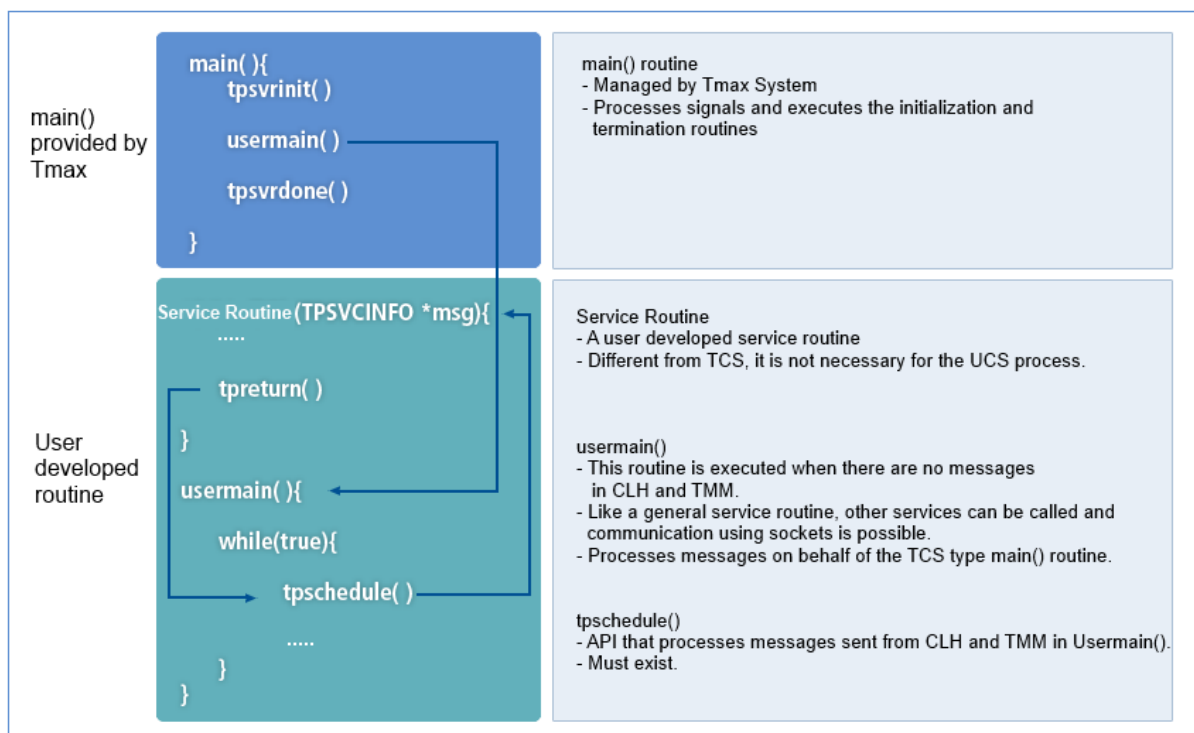 main()
provided by
Tmax
main( ){
tpsvrinit( )
usermain( )
tpsvrdone( )
}
main() routine
- Managed by Tmax System
- Processes signals and executes the initialization and
termination routines
User
developed
routine
Service Routine(TPSVCINFO *msg){
.....
tpreturn( )
}
usermain( ){
while(true){
tpschedule( )
.....
}
}
Service Routine
- A user developed service routine
- Different from TCS, it is not necessary for the UCS process.
usermain()
- This routine is executed when there are no messages
in CLH and TMM.
- Like a general service routine, other services can be called and
communication using sockets is possible.
- Processes messages on behalf of the TCS type main() routine.
tpschedule()
- API that processes messages sent from CLH and TMM in Usermain().
- Must exist.